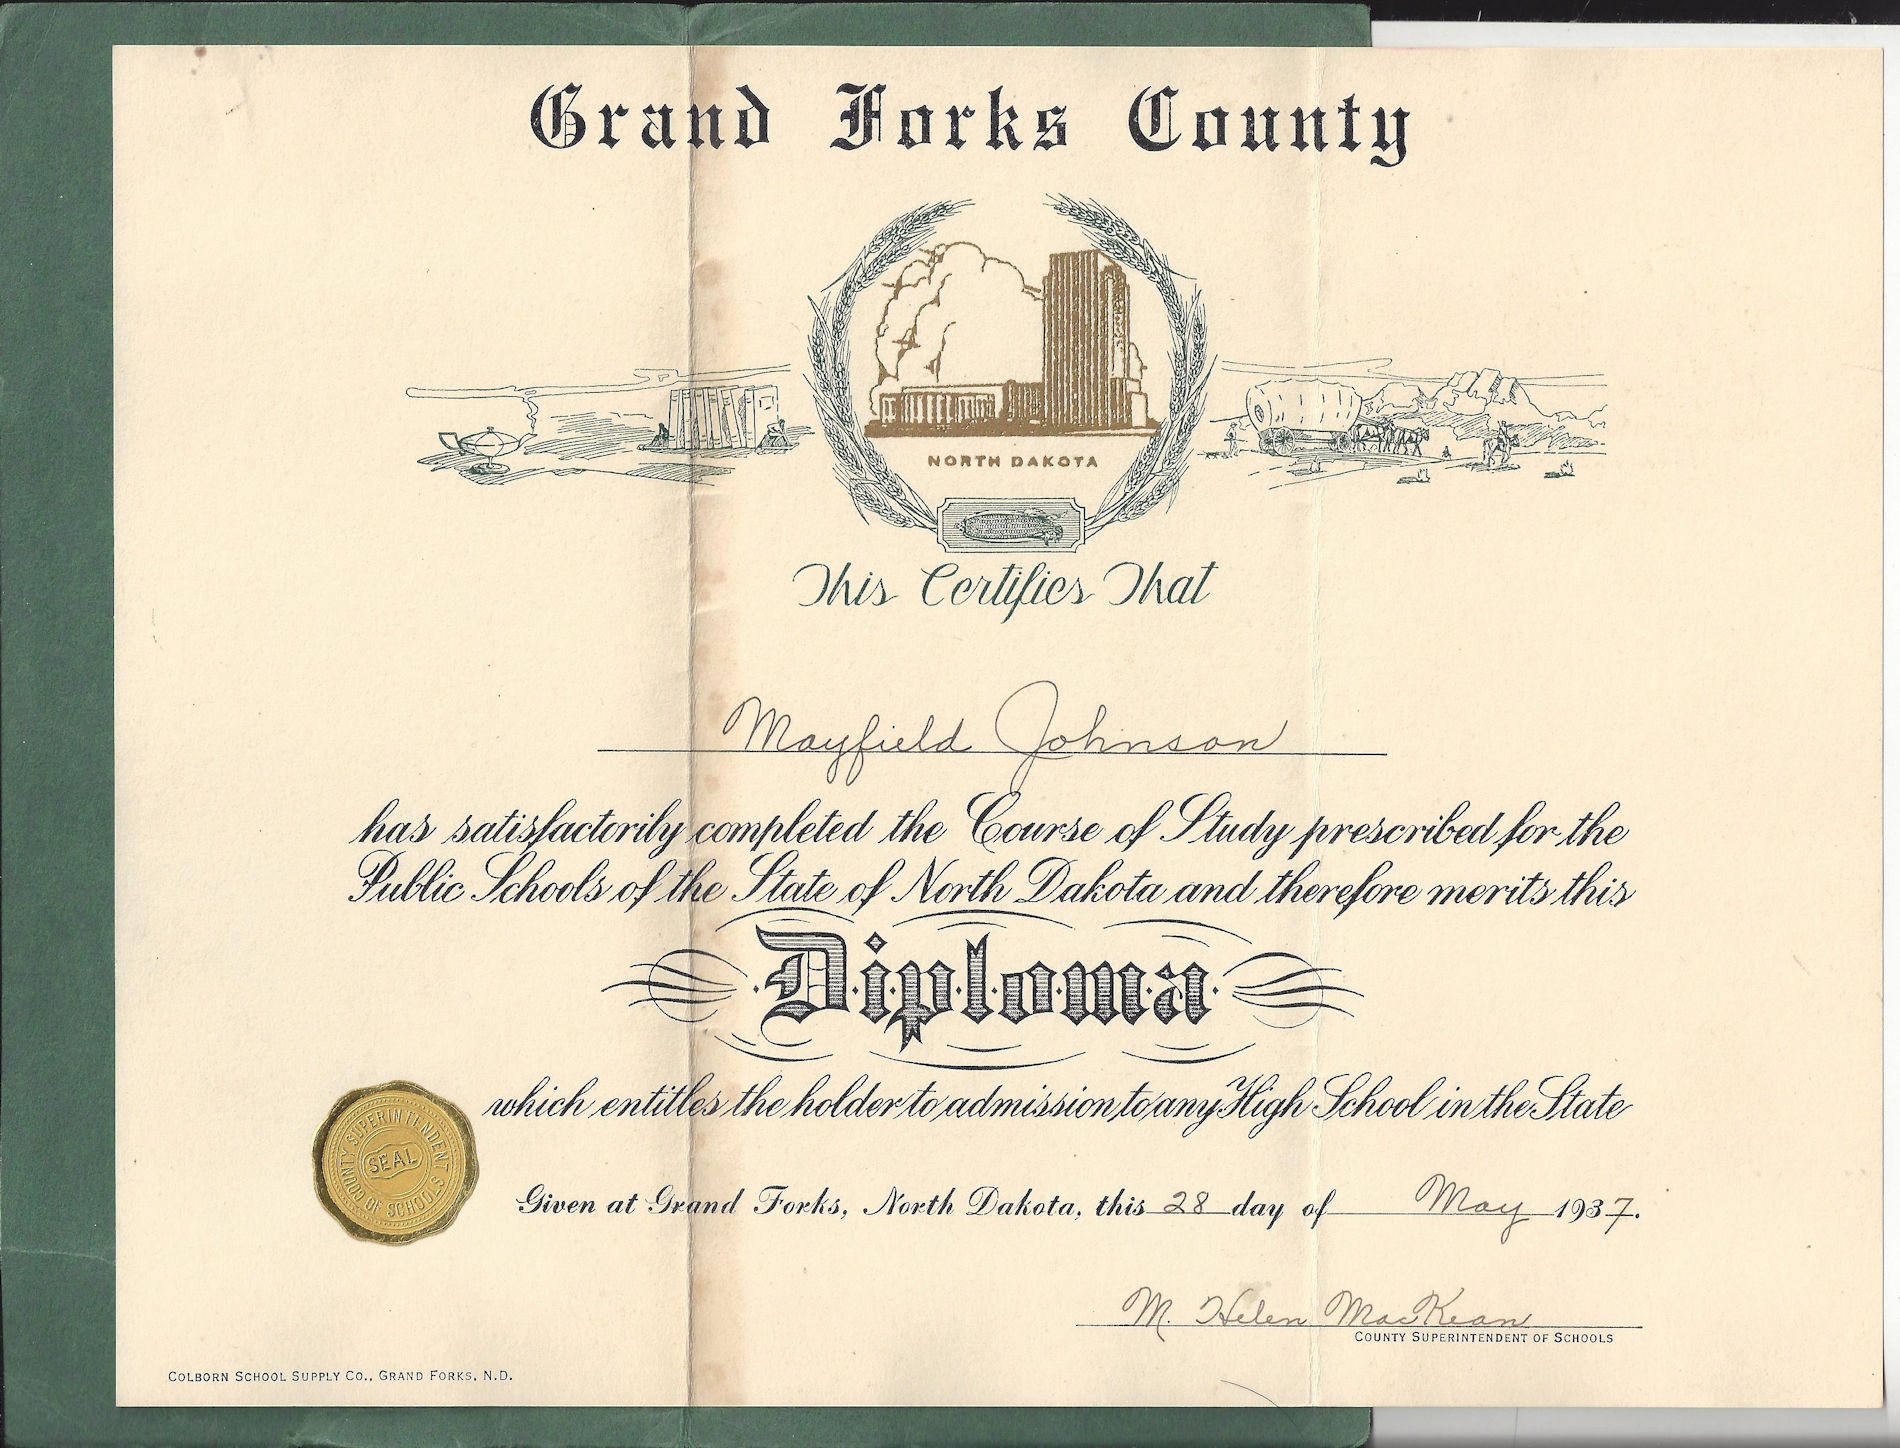 Grand Forks County
NORTH DAKOTA
This Certifies That
Mayfield Johnson
has satisfactorily completed the Course of Study prescribed for the
Public Schools of the State of North Dakota and therefore merits this
Diploma
which entitles the holder to admission to any High School in the State
COUNTY SUPERINTENDENT OF SCHOOLS
SEAL
Given at Grand Forks, North Dakota, this 28 day of May 1937.
M. Helen MacKean
COUNTY SUPERINTENDENT OF SCHOOLS
COLBORN SCHOOL SUPPLY CO., GRAND FORKS, N.D.